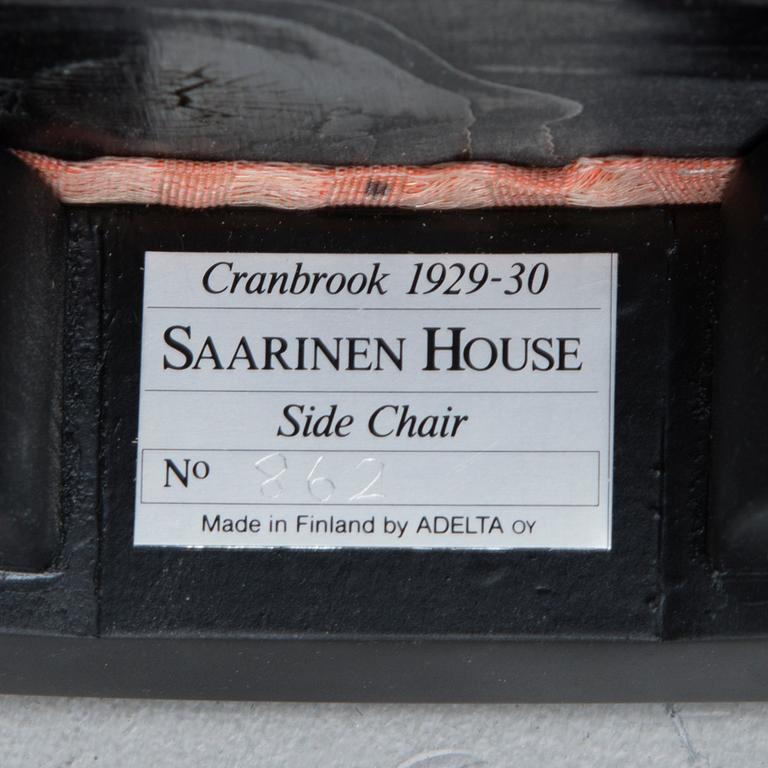 Cranbrook 1929-30
SAARINEN HOUSE
Side Chair
No 862
Made in Finland by ADELTA OY